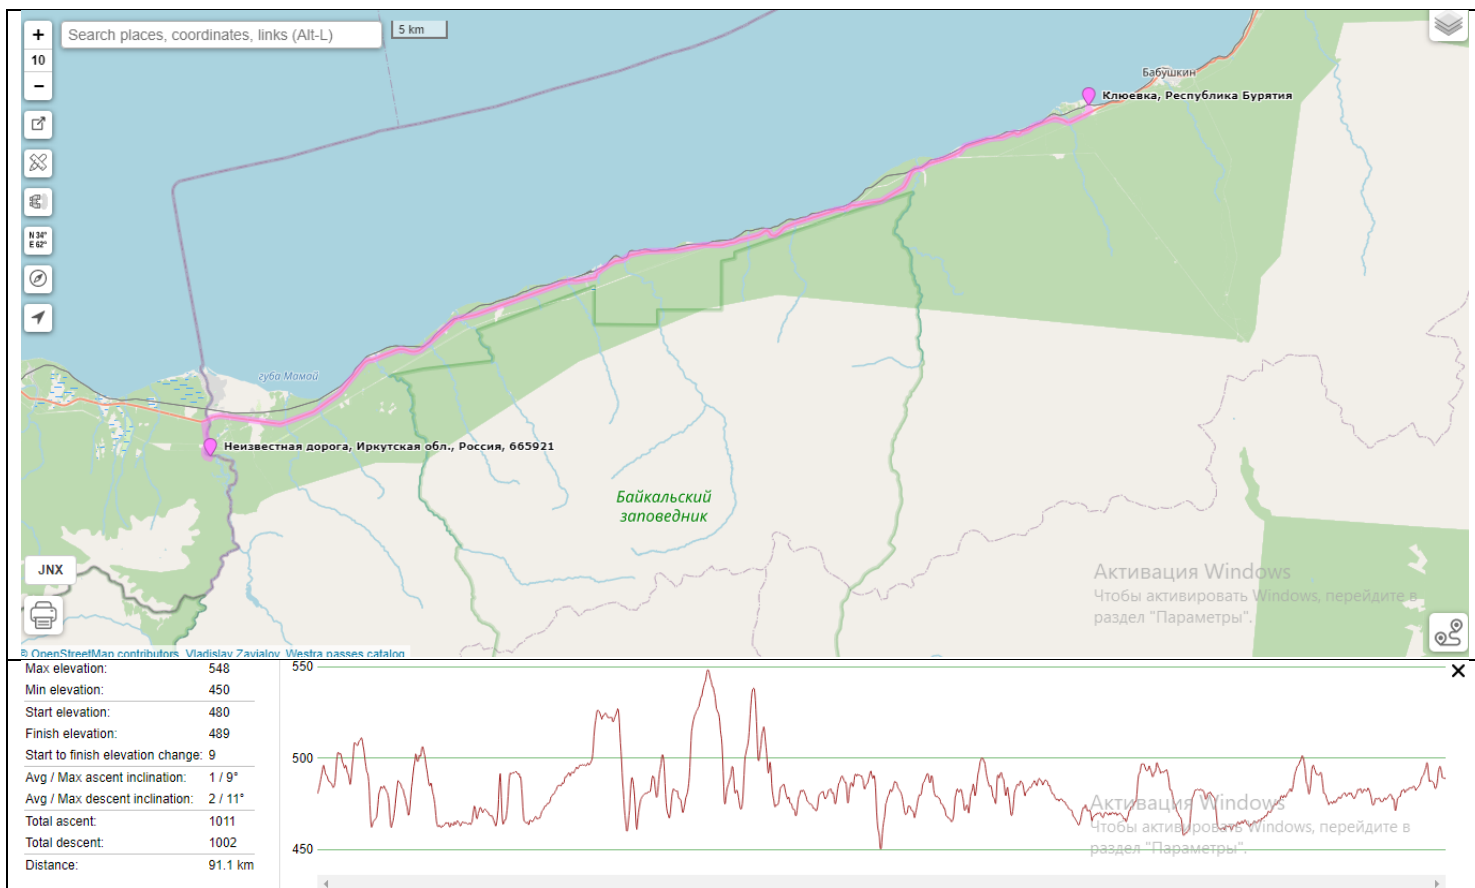 +
Search places, coordinates, links (Alt-L)
5 km
10
−
Бабушкин
Клюевка, Республика Бурятия
N 34°
E 62°
губа Мамай
Неизвестная дорога, Иркутская обл., Россия, 665921
Байкальский
заповедник
JNX
Активация Windows
Чтобы активировать Windows, перейдите в
раздел "Параметры".
© OpenStreetMap contributors, Vladislav Zavialov, Westra passes catalog
Max elevation: 548
Min elevation: 450
Start elevation: 480
Finish elevation: 489
Start to finish elevation change: 9
Avg / Max ascent inclination: 1 / 9°
Avg / Max descent inclination: 2 / 11°
Total ascent: 1011
Total descent: 1002
Distance: 91.1 km
550
500
450
Активация Windows
Чтобы активировать Windows, перейдите в
раздел "Параметры".